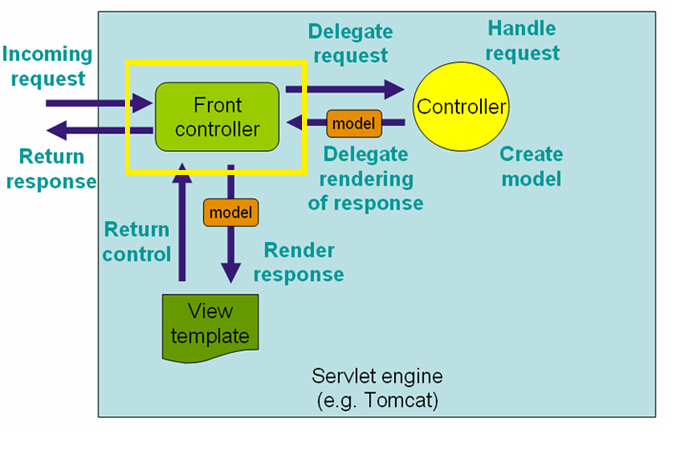 Incoming
request
Return
response
Front
controller
Delegate
request
Handle
request
Controller
model
Delegate
rendering
of response
Create
model
Return
control
model
Render
response
View
template
Servlet engine
(e.g. Tomcat)